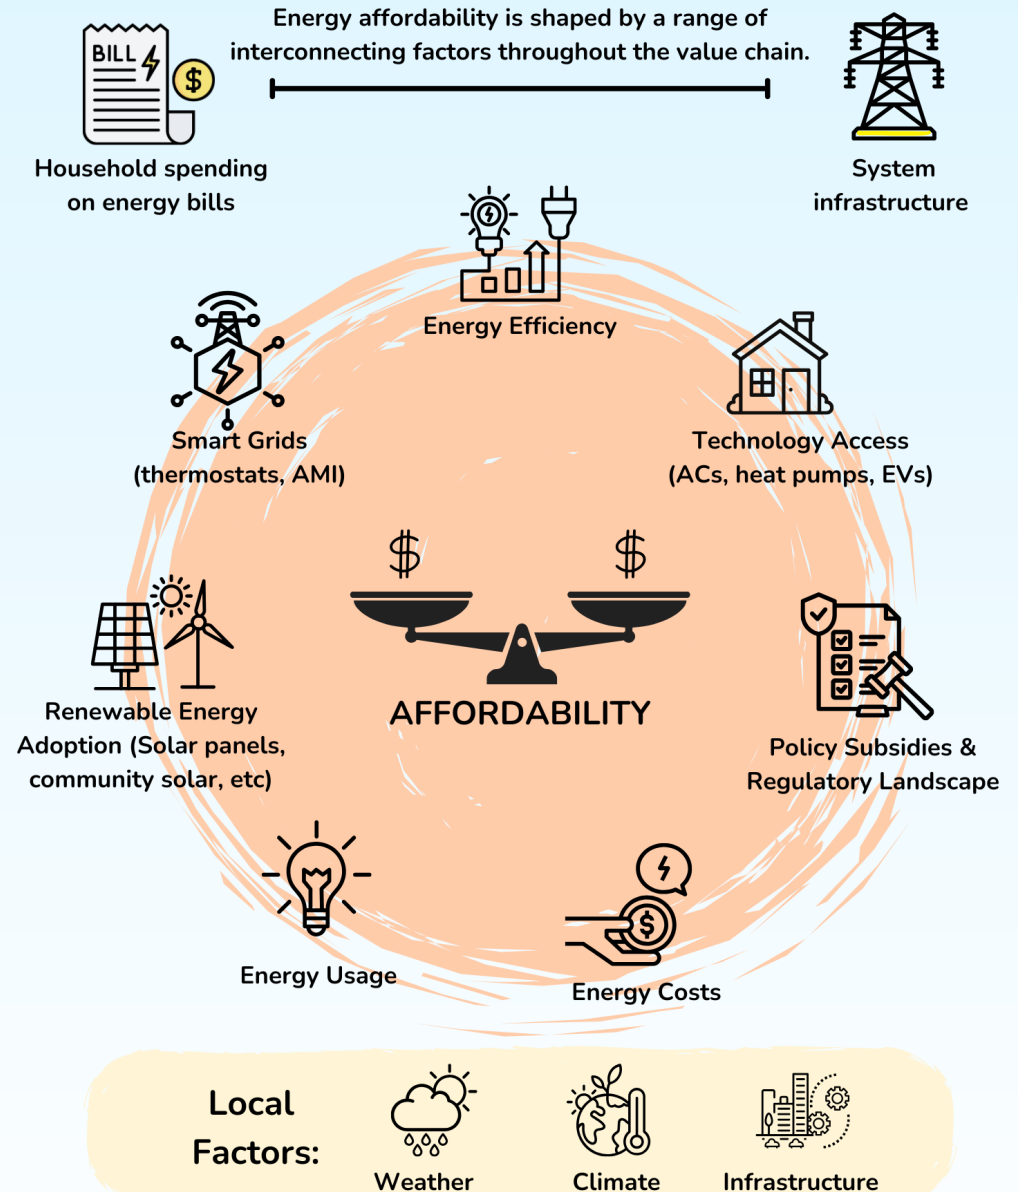 Energy affordability is shaped by a range of
interconnecting factors throughout the value chain.
BILL
$
Household spending
on energy bills
System
infrastructure
Energy Efficiency
Smart Grids
(thermostats, AMI)
Technology Access
(ACs, heat pumps, EVs)
$ $
AFFORDABILITY
Renewable Energy
Adoption (Solar panels,
community solar, etc)
Policy Subsidies &
Regulatory Landscape
$
Energy Usage
Energy Costs
Local
Factors:
Weather
Climate
Infrastructure